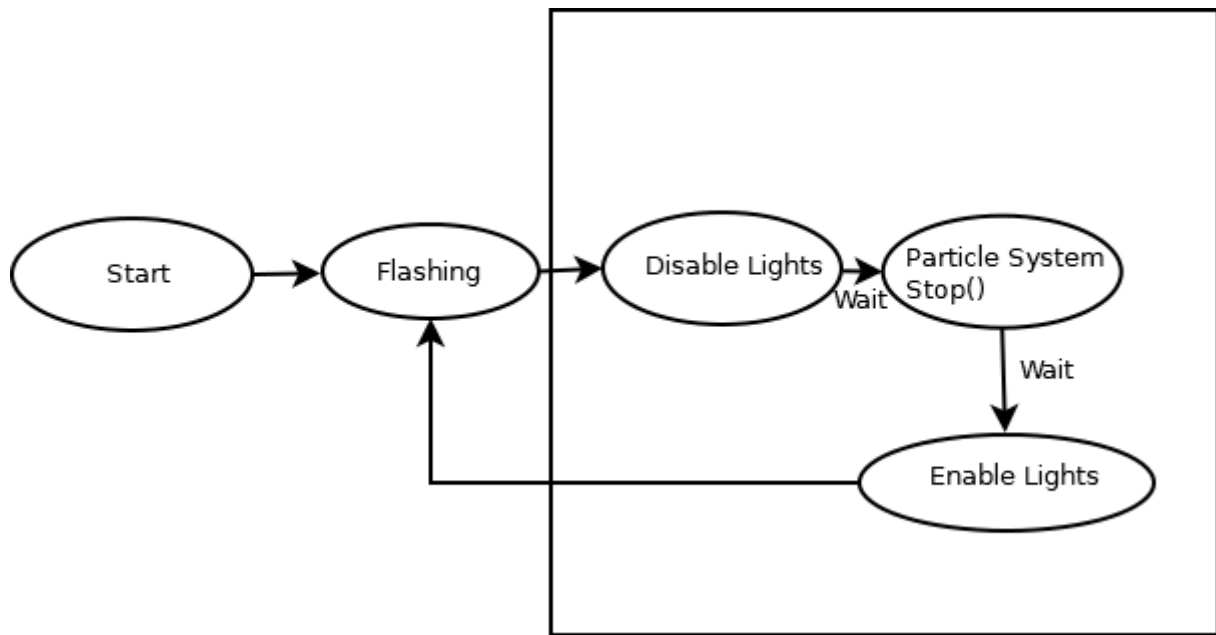 Start
Flashing
Disable Lights
Wait
Particle System
Stop()
Wait
Enable Lights